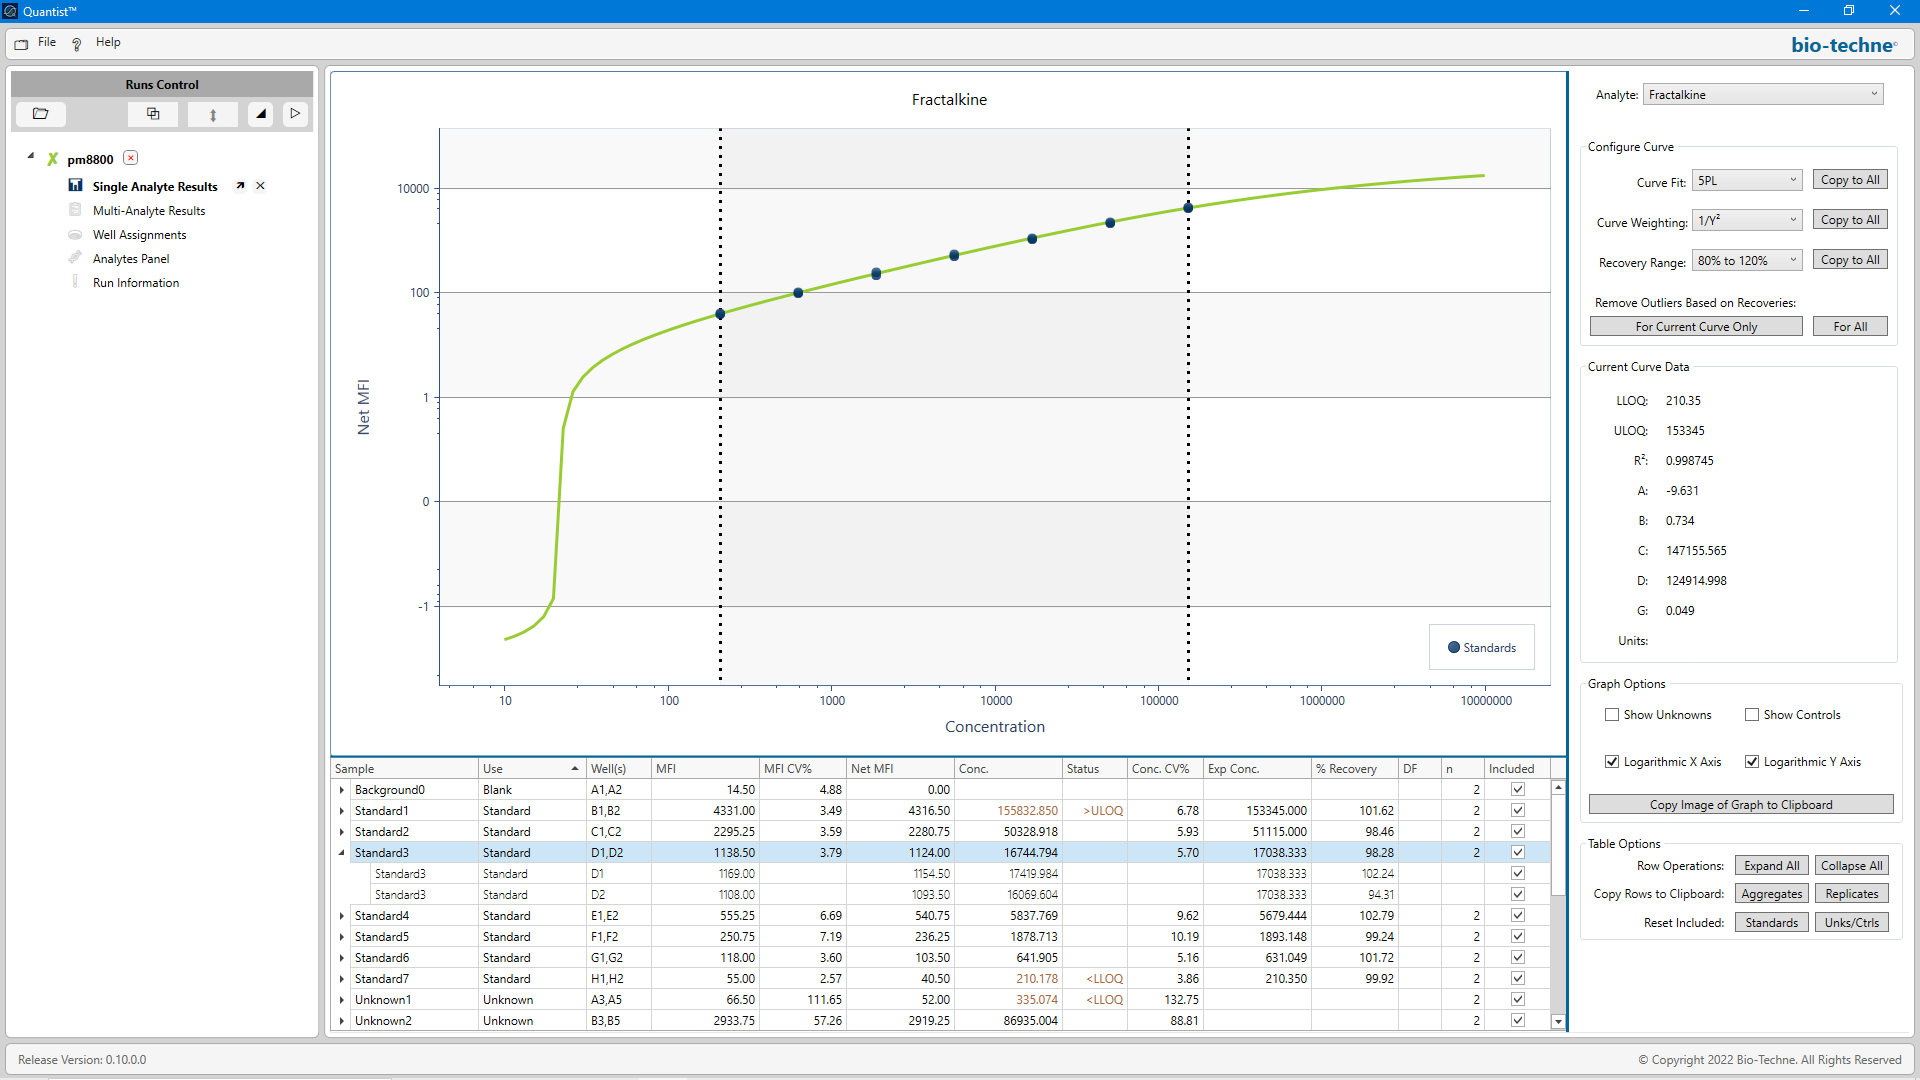 Quantist™
File Help
bio-techne
Runs Control
pm8800
Single Analyte Results
Multi-Analyte Results
Well Assignments
Analytes Panel
Run Information
Fractalkine
Net MFI
10000
100
1
0
-1
10 100 1000 10000 100000 1000000 10000000
Concentration
Standards
Sample Use Well(s) MFI MFI CV% Net MFI Conc. Status Conc. CV% Exp Conc. % Recovery DF n Included
Background0 Blank A1,A2 14.50 4.88 0.00 2
Standard1 Standard B1,B2 4331.00 3.49 4316.50 155832.850 >ULOQ 6.78 153345.000 101.62 2
Standard2 Standard C1,C2 2295.25 3.59 2280.75 50328.918 5.93 51115.000 98.46 2
Standard3 Standard D1,D2 1138.50 3.79 1124.00 16744.794 5.70 17038.333 98.28 2
Standard3 Standard D1 1169.00 1154.50 17419.984 17038.333 102.24
Standard3 Standard D2 1108.00 1093.50 16069.604 17038.333 94.31
Standard4 Standard E1,E2 555.25 6.69 540.75 5837.769 9.62 5679.444 102.79 2
Standard5 Standard F1,F2 250.75 7.19 236.25 1878.713 10.19 1893.148 99.24 2
Standard6 Standard G1,G2 118.00 3.60 103.50 641.905 5.16 631.049 101.72 2
Standard7 Standard H1,H2 55.00 2.57 40.50 210.178 <LLOQ 3.86 210.350 99.92 2
Unknown1 Unknown A3,A5 66.50 111.65 52.00 335.074 <LLOQ 132.75 2
Unknown2 Unknown B3,B5 2933.75 57.26 2919.25 86935.004 88.81 2
Analyte: Fractalkine
Configure Curve
Curve Fit: 5PL Copy to All
Curve Weighting: 1/Y² Copy to All
Recovery Range: 80% to 120% Copy to All
Remove Outliers Based on Recoveries:
For Current Curve Only For All
Current Curve Data
LLOQ: 210.35
ULOQ: 153345
R²: 0.998745
A: -9.631
B: 0.734
C: 147155.565
D: 124914.998
G: 0.049
Units:
Graph Options
Show Unknowns Show Controls
Logarithmic X Axis Logarithmic Y Axis
Copy Image of Graph to Clipboard
Table Options
Row Operations: Expand All Collapse All
Copy Rows to Clipboard: Aggregates Replicates
Reset Included: Standards Unks/Ctrls
Release Version: 0.10.0.0
© Copyright 2022 Bio-Techne. All Rights Reserved